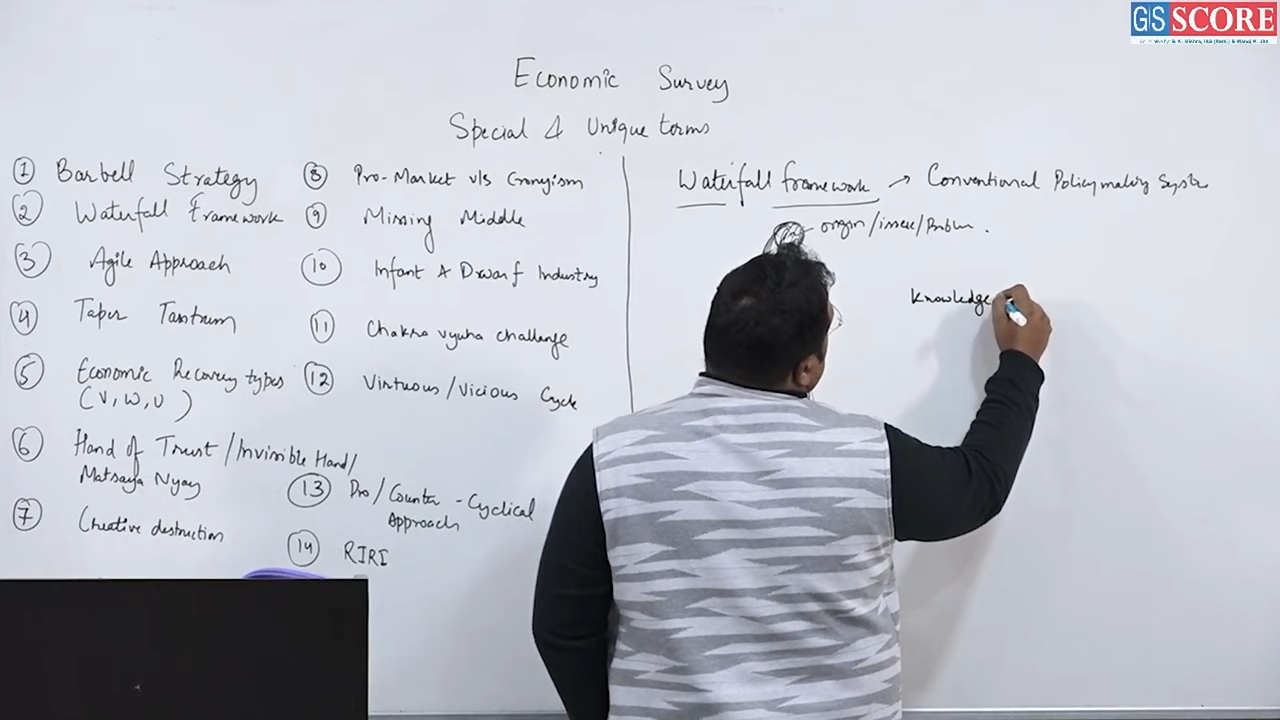 GS SCORE
Economic Survey
Special & Unique terms
1 Barbell Strategy
2 Waterfall Framework
3 Agile Approach
4 Taper Tantrum
5 Economic Recovery types
(V, W, U)
6 Hand of Trust / Invisible Hand /
Matsaya Nyay
7 Creative destruction
8 Pro-Market v/s Cronyism
9 Missing Middle
10 Infant & Dwarf Industry
11 Chakra vyuha challenge
12 Virtuous / Vicious Cycle
13 Pro / Counter - Cyclical
Approach
14 RIRI
Waterfall framework → Conventional Policymaking
origin / issue /
Knowledge